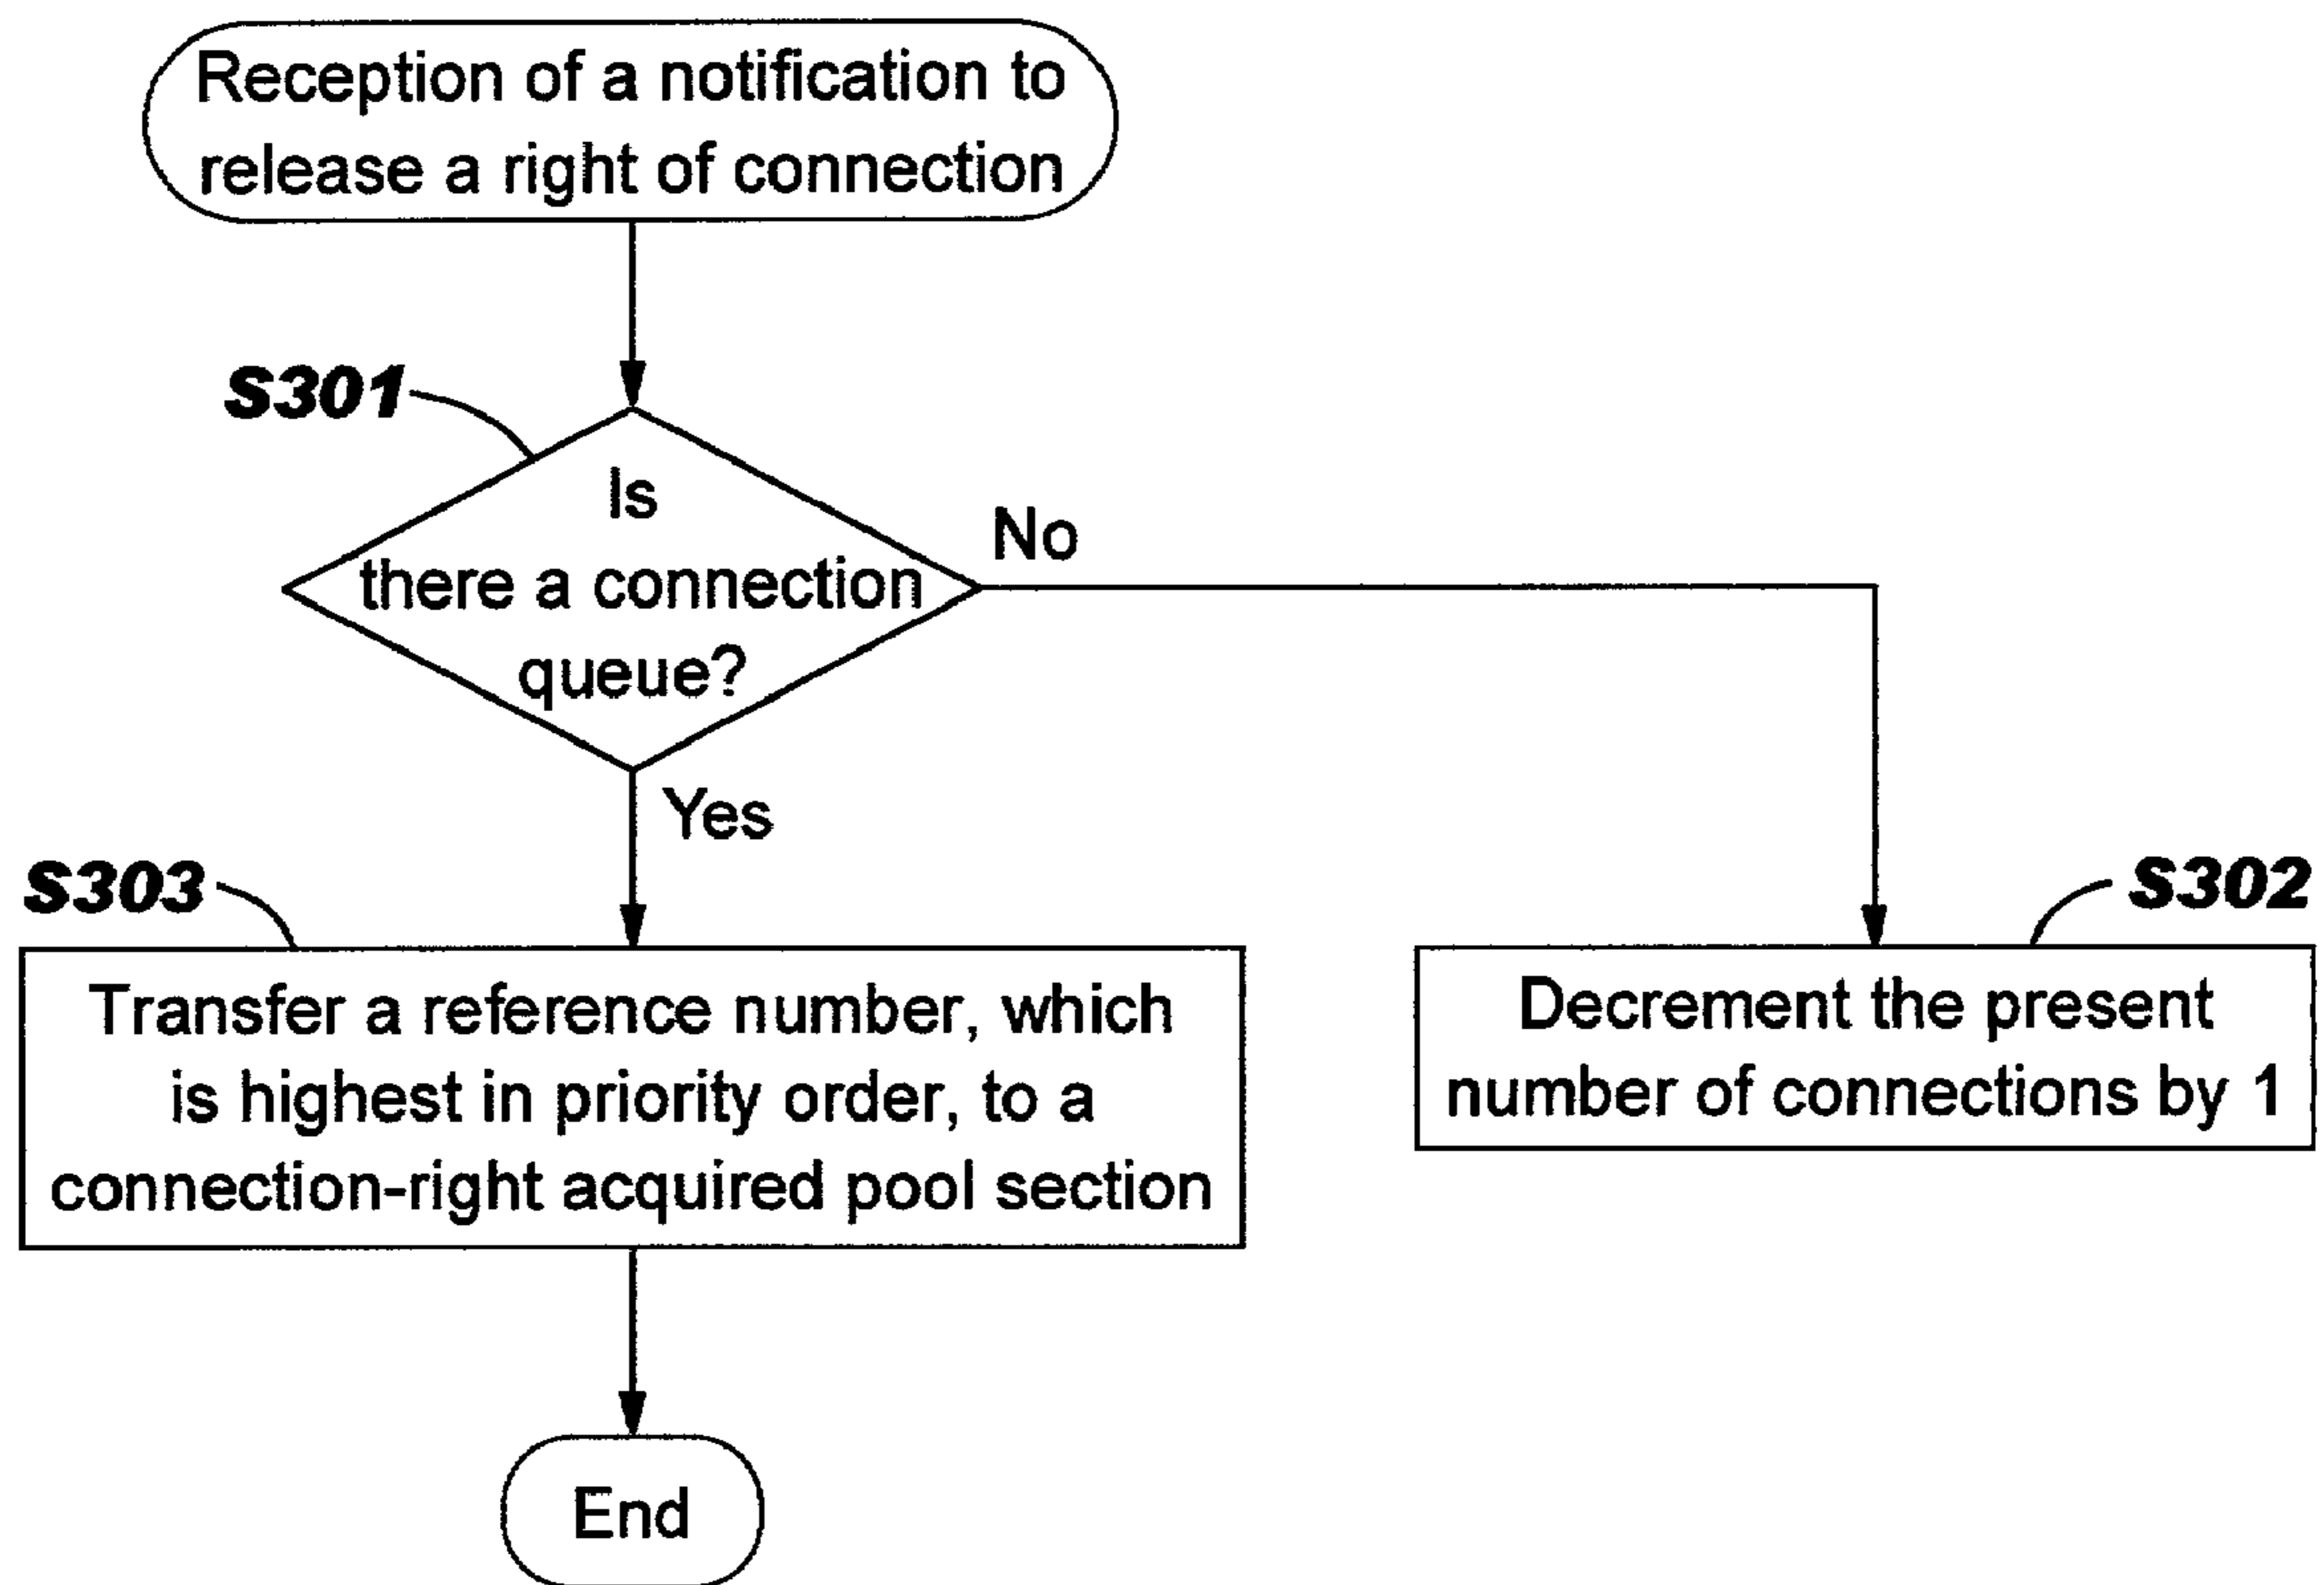 Reception of a notification to
release a right of connection
S301
Is
there a connection
queue?
No
Yes
S303
S302
Transfer a reference number, which
is highest in priority order, to a
connection-right acquired pool section
Decrement the present
number of connections by 1
End